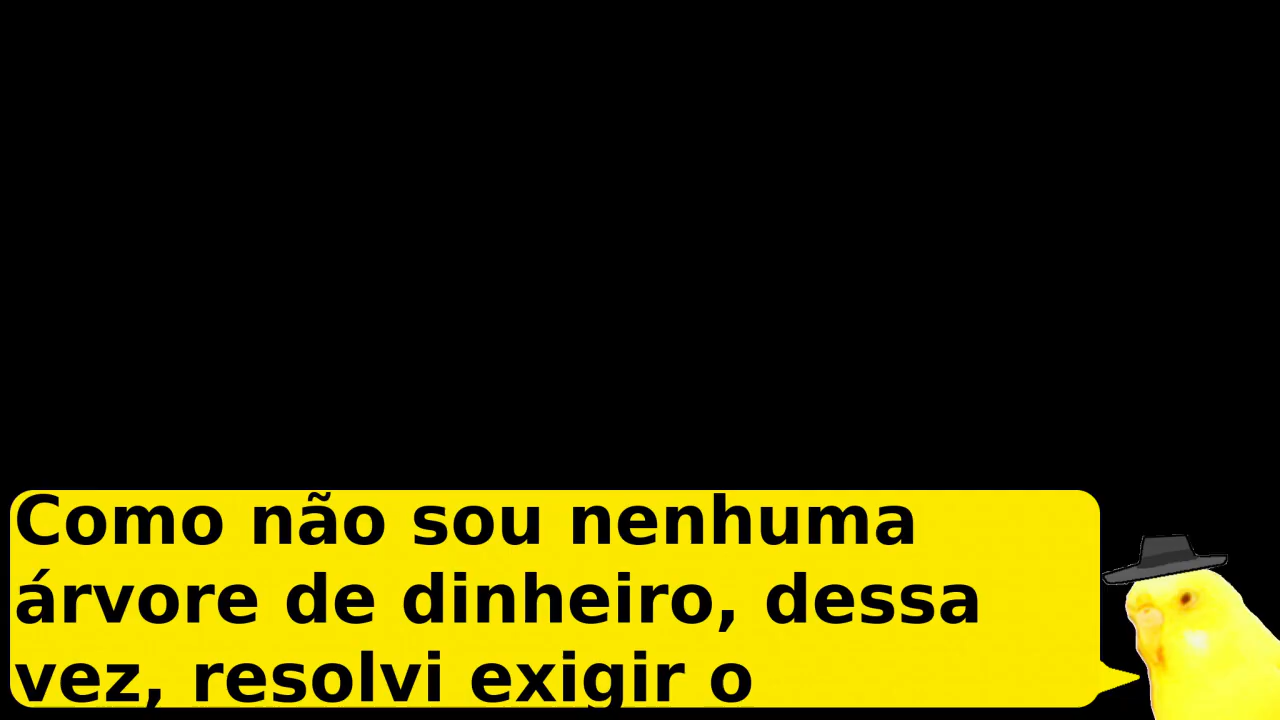 Como não sou nenhuma
árvore de dinheiro, dessa
vez, resolvi exigir o